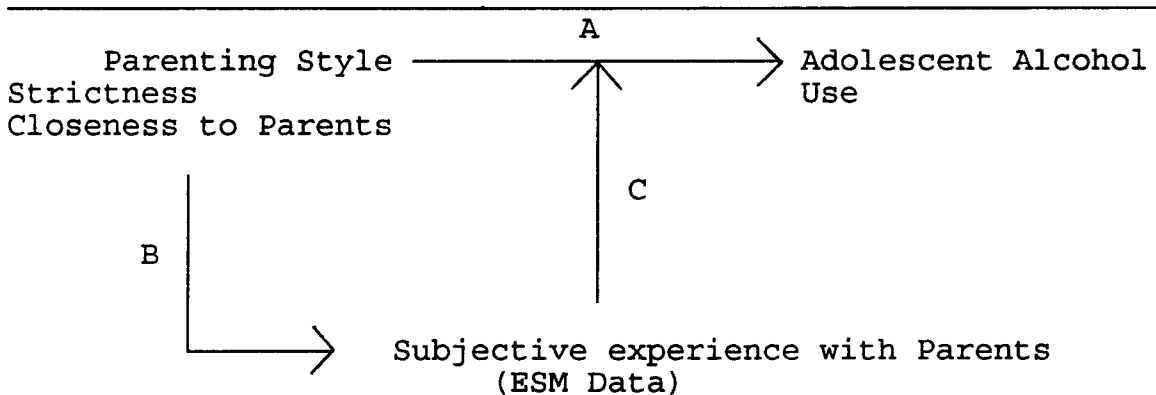 A
Parenting Style
Strictness
Closeness to Parents
Adolescent Alcohol
Use
C
B
Subjective experience with Parents
(ESM Data)